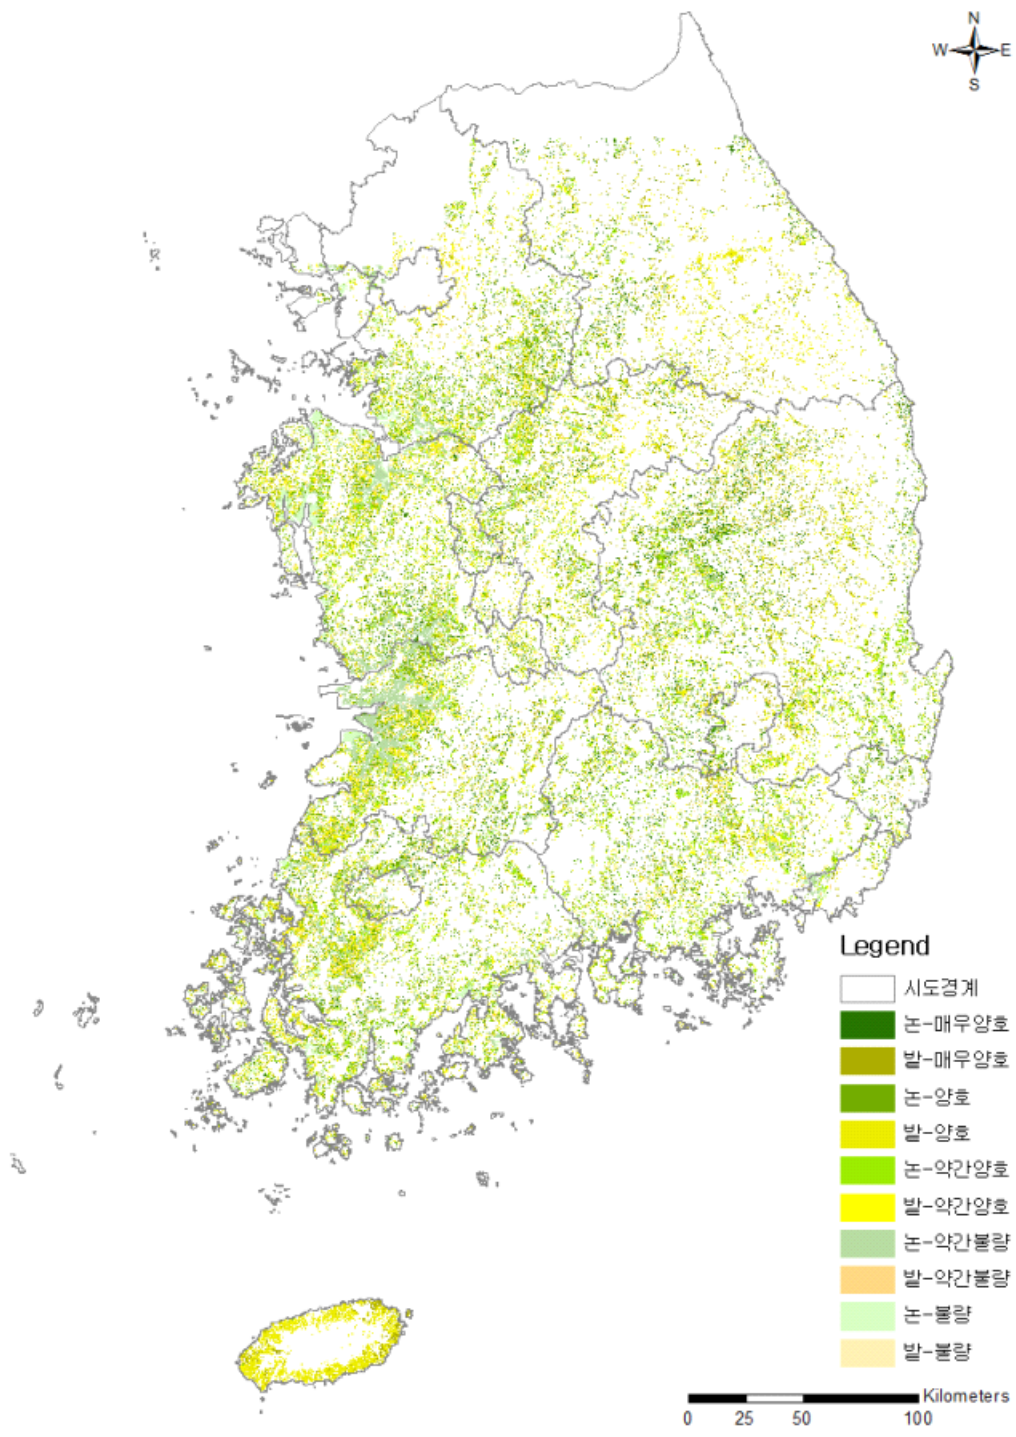 N
W E
S
Legend
시도경계
논-매우양호
밭-매우양호
논-양호
밭-양호
논-약간양호
밭-약간양호
논-약간불량
밭-약간불량
논-불량
밭-불량
Kilometers
0 25 50 100